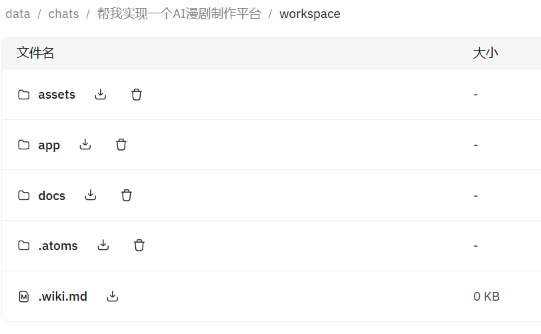 data / chats / 帮我实现一个AI漫剧制作平台 / workspace
文件名 大小
assets -
app -
docs -
.atoms -
.wiki.md 0 KB